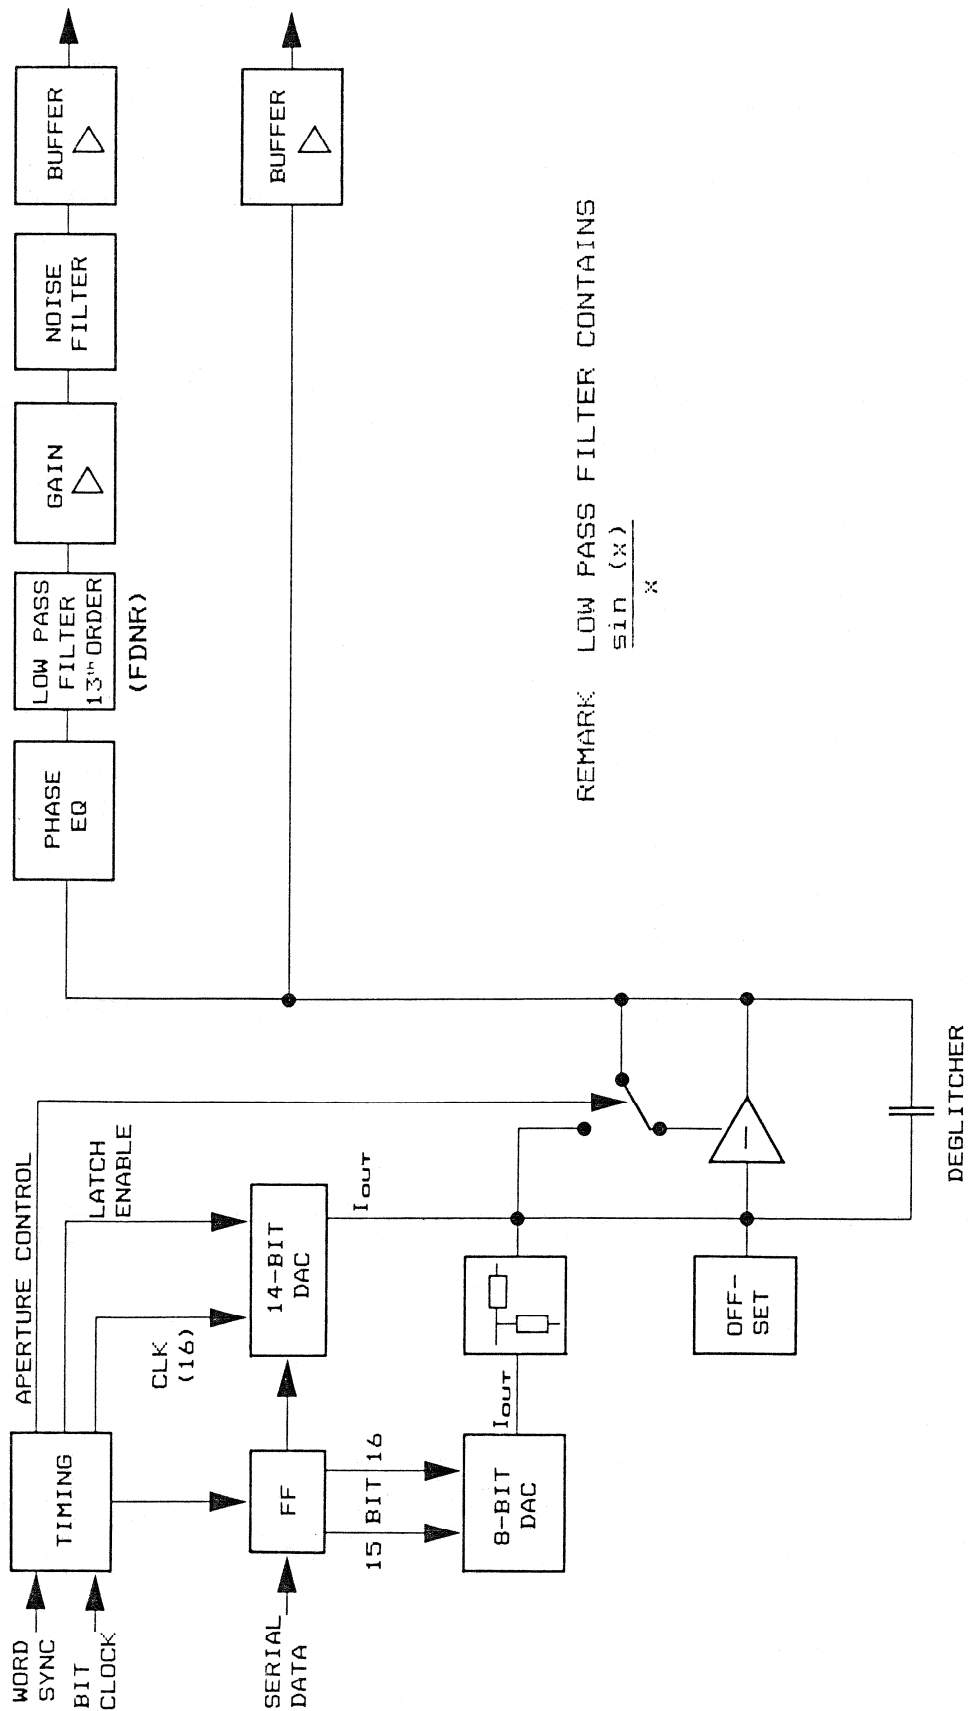 WORD
SYNC
BIT
CLOCK
TIMING
APERTURE CONTROL
LATCH
ENABLE
CLK
(16)
SERIAL
DATA
FF
14-BIT
DAC
IOUT
15 BIT 16
8-BIT
DAC
IOUT
OFF-
SET
DEGLITCHER
PHASE
EQ
LOW PASS
FILTER
13th ORDER
(FDNR)
GAIN
NOISE
FILTER
BUFFER
BUFFER
REMARK LOW PASS FILTER CONTAINS
sin (x)
x